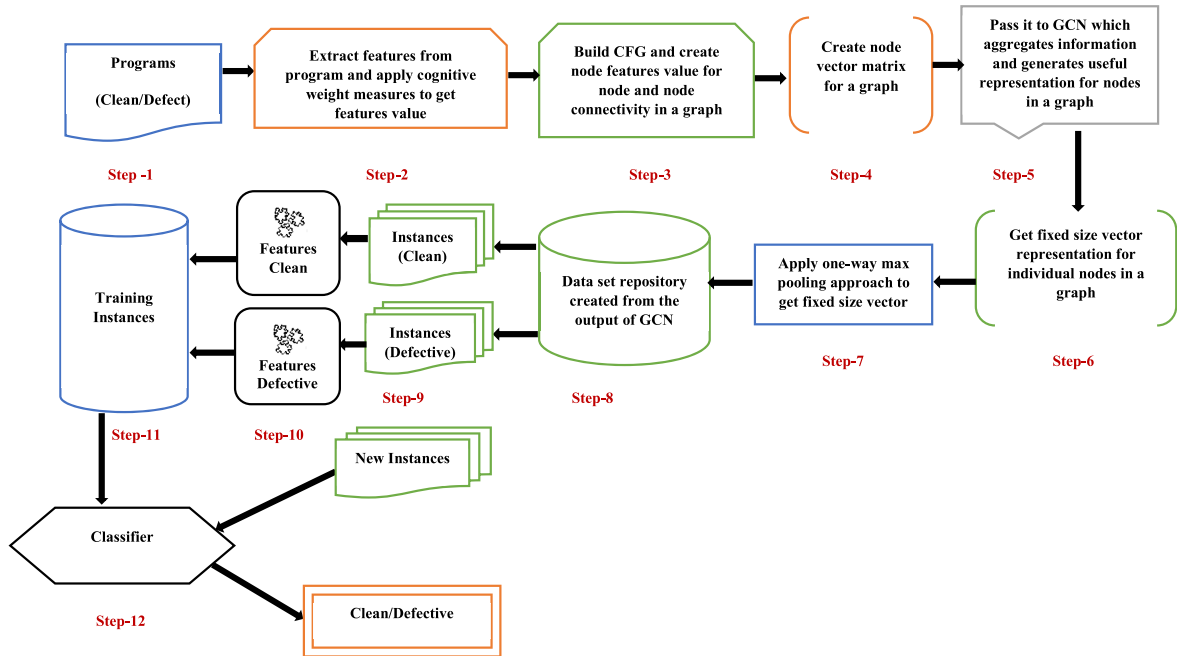 Programs
(Clean/Defect)
Extract features from
program and apply cognitive
weight measures to get
features value
Build CFG and create
node features value for
node and node
connectivity in a graph
Create node
vector matrix
for a graph
Pass it to GCN which
aggregates information
and generates useful
representation for nodes
in a graph
Step -1
Step-2
Step-3
Step-4
Step-5
Training
Instances
Features
Clean
Instances
(Clean)
Features
Defective
Instances
(Defective)
Data set repository
created from the
output of GCN
Apply one-way max
pooling approach to
get fixed size vector
Get fixed size vector
representation for
individual nodes in a
graph
Step-11
Step-10
Step-9
Step-8
Step-7
Step-6
New Instances
Classifier
Step-12
Clean/Defective